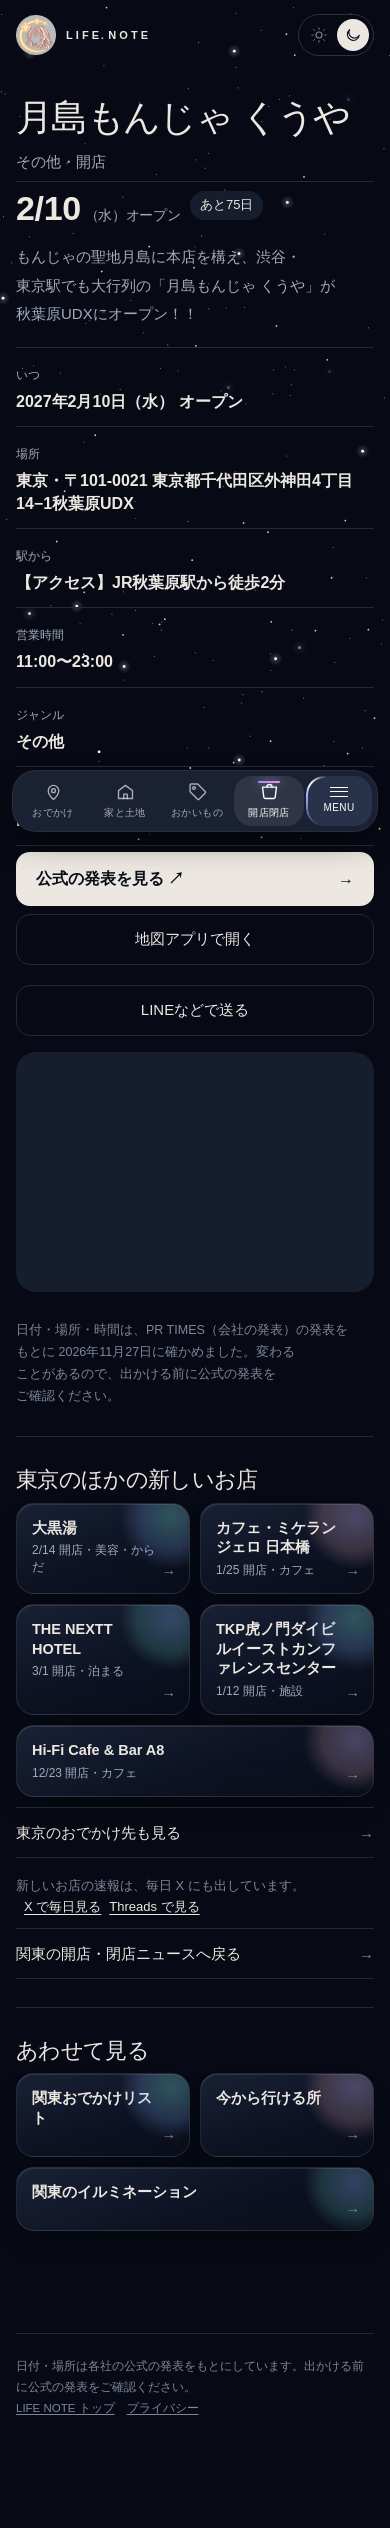 LIFE.NOTE
月島もんじゃ くうや
その他・開店
2/10 （水）オープン あと75日
もんじゃの聖地月島に本店を構え、渋谷・
東京駅でも大行列の「月島もんじゃ くうや」が
秋葉原UDXにオープン！！
いつ
2027年2月10日（水） オープン
場所
東京・〒101-0021 東京都千代田区外神田4丁目
14−1秋葉原UDX
駅から
【アクセス】JR秋葉原駅から徒歩2分
営業時間
11:00〜23:00
ジャンル
その他
おでかけ 家と土地 おかいもの 開店閉店 MENU
公式の発表を見る ↗ →
地図アプリで開く
LINEなどで送る
日付・場所・時間は、PR TIMES（会社の発表）の発表を
もとに 2026年11月27日に確かめました。変わる
ことがあるので、出かける前に公式の発表を
ご確認ください。
東京のほかの新しいお店
大黒湯
2/14 開店・美容・から
だ →
カフェ・ミケラン
ジェロ 日本橋
1/25 開店・カフェ →
THE NEXTT
HOTEL
3/1 開店・泊まる
→
TKP虎ノ門ダイビ
ルイーストカンフ
ァレンスセンター
1/12 開店・施設 →
Hi-Fi Cafe & Bar A8
12/23 開店・カフェ →
東京のおでかけ先も見る →
新しいお店の速報は、毎日 X にも出しています。
X で毎日見る Threads で見る
関東の開店・閉店ニュースへ戻る →
あわせて見る
関東おでかけリス
ト →
今から行ける所
→
関東のイルミネーション
→
日付・場所は各社の公式の発表をもとにしています。出かける前
に公式の発表をご確認ください。
LIFE NOTE トップ プライバシー